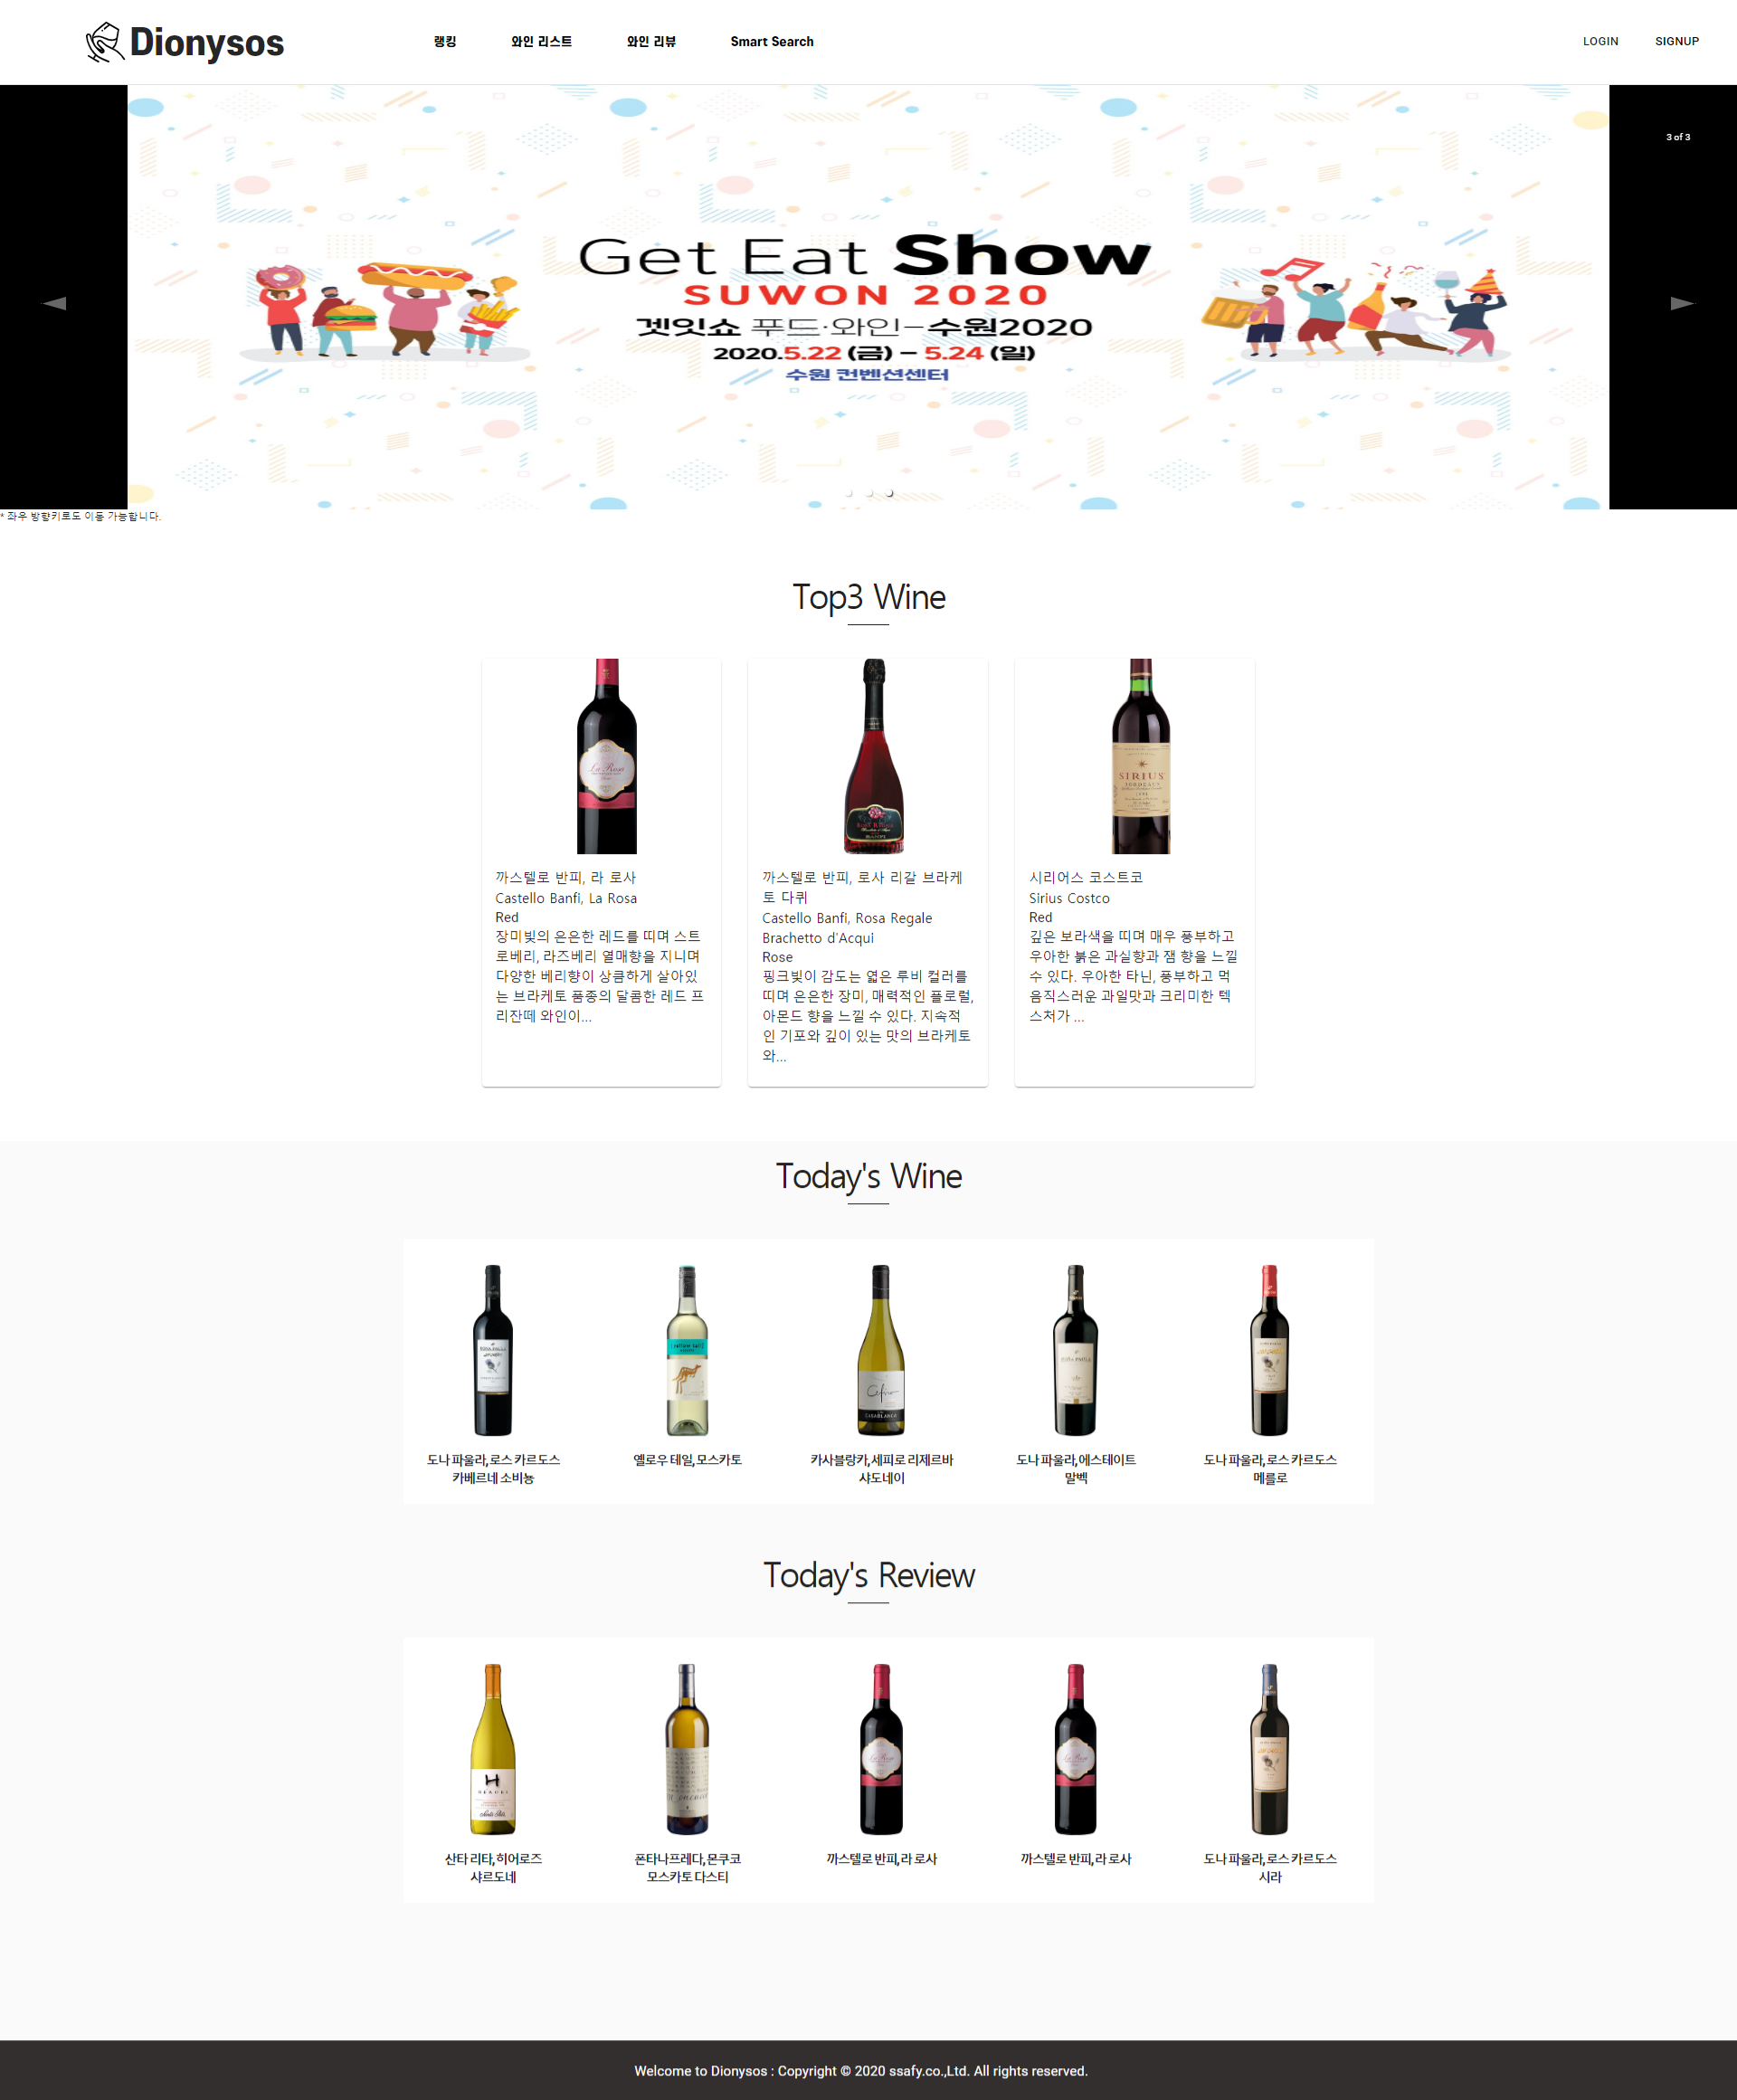 Dionysos
랭킹
와인 리스트
와인 리뷰
Smart Search
LOGIN
SIGNUP
3 of 3
Get Eat Show
SUWON 2020
겟잇쇼 푸드·와인-수원2020
2020.5.22 (금) - 5.24 (일)
수원 컨벤션센터
* 좌우 방향키로도 이동 가능합니다.
Top3 Wine
La Rosa
SIRIUS
BORDEAUX
까스텔로 반피, 라 로사
Castello Banfi, La Rosa
Red
장미빛의 은은한 레드를 띠며 스트
로베리, 라즈베리 열매향을 지니며
다양한 베리향이 상큼하게 살아있
는 브라케토 품종의 달콤한 레드 프
리잔떼 와인이...
까스텔로 반피, 로사 리갈 브라케
토 다퀴
Castello Banfi, Rosa Regale
Brachetto d'Acqui
Rose
핑크빛이 감도는 엷은 루비 컬러를
띠며 은은한 장미, 매력적인 플로럴,
아몬드 향을 느낄 수 있다. 지속적
인 기포와 깊이 있는 맛의 브라케토
와...
시리어스 코스트코
Sirius Costco
Red
깊은 보라색을 띠며 매우 풍부하고
우아한 붉은 과실향과 잼 향을 느낄
수 있다. 우아한 타닌, 풍부하고 먹
음직스러운 과일맛과 크리미한 텍
스처가 ...
Today's Wine
도나 파울라, 로스 카르도스
카베르네 소비뇽
옐로우 테일, 모스카토
카사블랑카, 세피로 리제르바
샤도네이
도나 파울라, 에스테이트
말벡
도나 파울라, 로스 카르도스
메를로
Today's Review
산타 리타, 히어로즈
샤르도네
폰타나프레다, 몬쿠코
모스카토 다스티
까스텔로 반피, 라 로사
까스텔로 반피, 라 로사
도나 파울라, 로스 카르도스
시라
Welcome to Dionysos : Copyright © 2020 ssafy.co.,Ltd. All rights reserved.